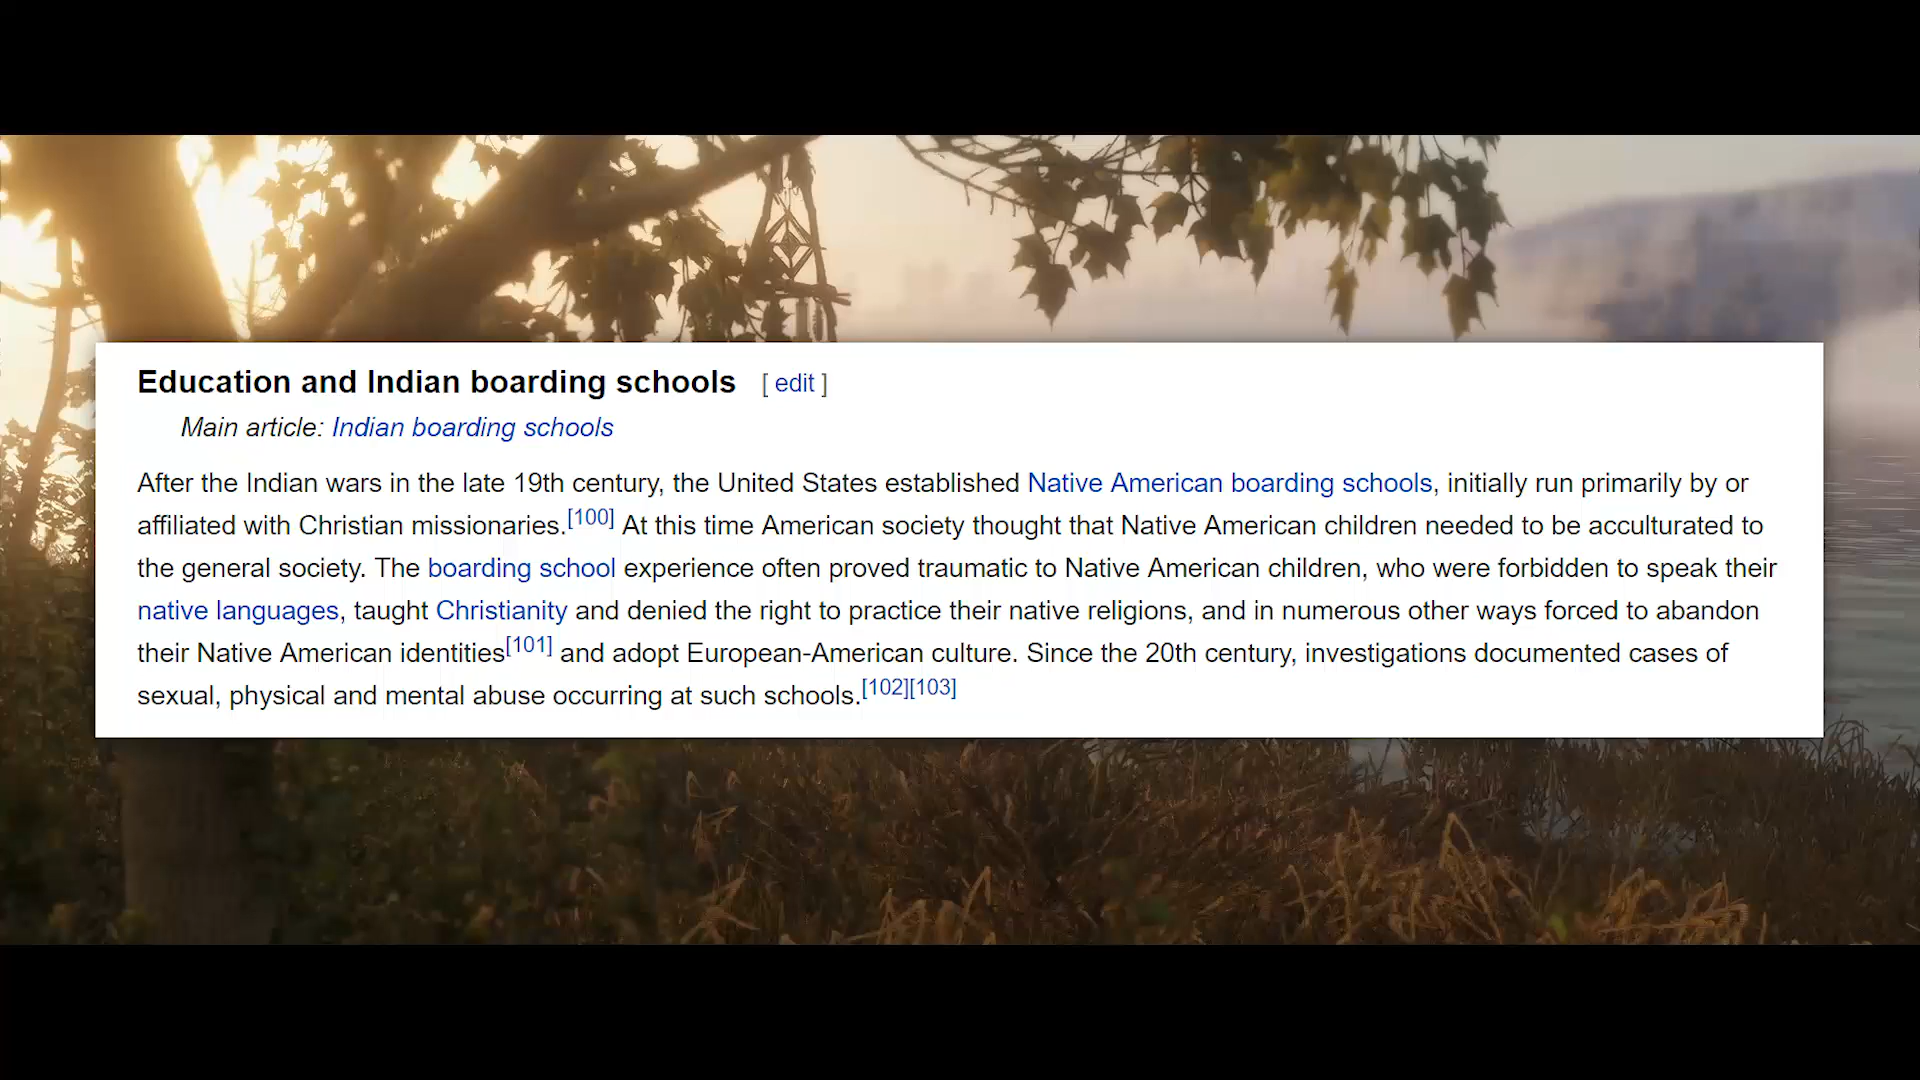 Education and Indian boarding schools [ edit ]
Main article: Indian boarding schools
After the Indian wars in the late 19th century, the United States established Native American boarding schools, initially run primarily by or
affiliated with Christian missionaries.[100] At this time American society thought that Native American children needed to be acculturated to
the general society. The boarding school experience often proved traumatic to Native American children, who were forbidden to speak their
native languages, taught Christianity and denied the right to practice their native religions, and in numerous other ways forced to abandon
their Native American identities[101] and adopt European-American culture. Since the 20th century, investigations documented cases of
sexual, physical and mental abuse occurring at such schools.[102][103]